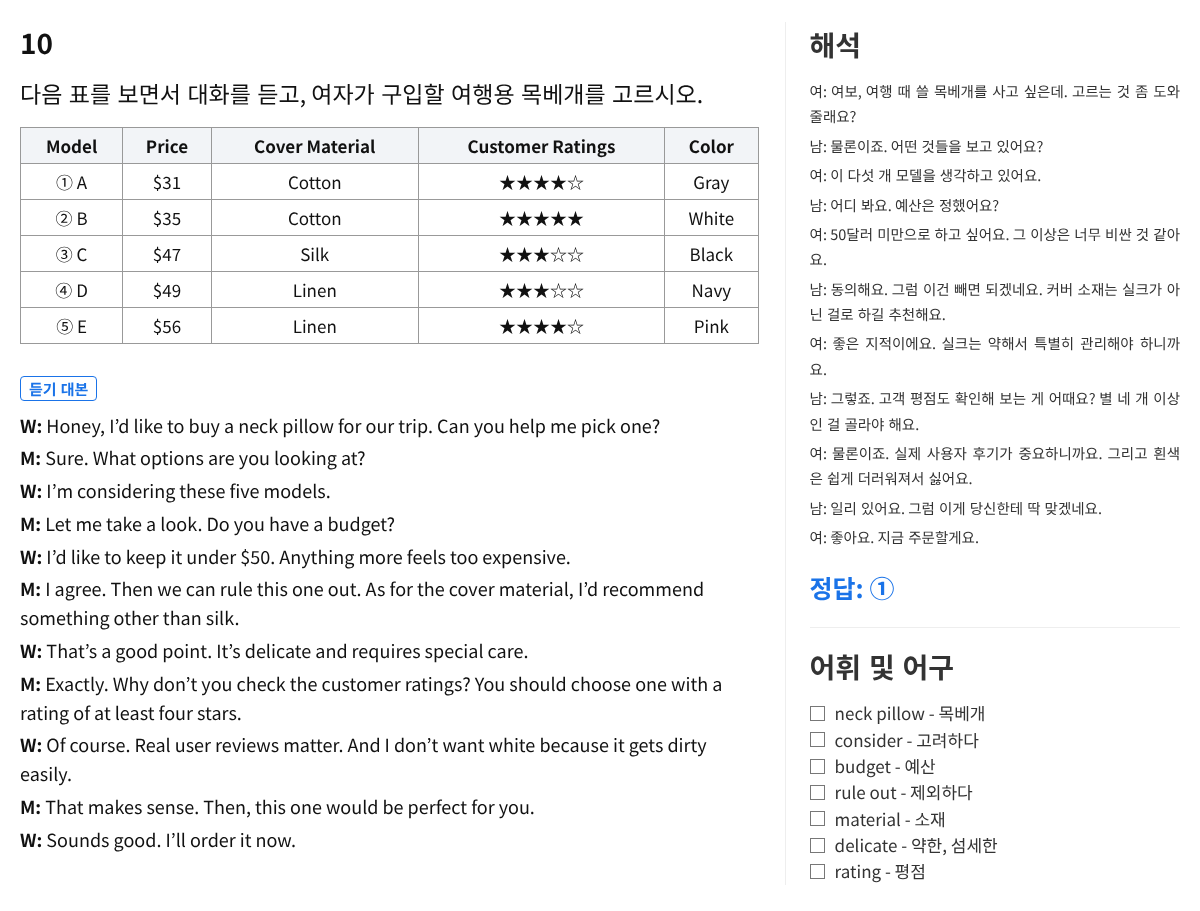 10
다음 표를 보면서 대화를 듣고, 여자가 구입할 여행용 목베개를 고르시오.
Model Price Cover Material Customer Ratings Color
① A $31 Cotton ★★★★☆ Gray
② B $35 Cotton ★★★★★ White
③ C $47 Silk ★★★☆☆ Black
④ D $49 Linen ★★★☆☆ Navy
⑤ E $56 Linen ★★★★☆ Pink
듣기 대본
W: Honey, I’d like to buy a neck pillow for our trip. Can you help me pick one?
M: Sure. What options are you looking at?
W: I’m considering these five models.
M: Let me take a look. Do you have a budget?
W: I’d like to keep it under $50. Anything more feels too expensive.
M: I agree. Then we can rule this one out. As for the cover material, I’d recommend
something other than silk.
W: That’s a good point. It’s delicate and requires special care.
M: Exactly. Why don’t you check the customer ratings? You should choose one with a
rating of at least four stars.
W: Of course. Real user reviews matter. And I don’t want white because it gets dirty
easily.
M: That makes sense. Then, this one would be perfect for you.
W: Sounds good. I’ll order it now.
해석
여: 여보, 여행 때 쓸 목베개를 사고 싶은데. 고르는 것 좀 도와
줄래요?
남: 물론이죠. 어떤 것들을 보고 있어요?
여: 이 다섯 개 모델을 생각하고 있어요.
남: 어디 봐요. 예산은 정했어요?
여: 50달러 미만으로 하고 싶어요. 그 이상은 너무 비싼 것 같아
요.
남: 동의해요. 그럼 이건 빼면 되겠네요. 커버 소재는 실크가 아
닌 걸로 하길 추천해요.
여: 좋은 지적이에요. 실크는 약해서 특별히 관리해야 하니까
요.
남: 그렇죠. 고객 평점도 확인해 보는 게 어때요? 별 네 개 이상
인 걸 골라야 해요.
여: 물론이죠. 실제 사용자 후기가 중요하니까요. 그리고 흰색
은 쉽게 더러워져서 싫어요.
남: 일리 있어요. 그럼 이게 당신한테 딱 맞겠네요.
여: 좋아요. 지금 주문할게요.
정답: ①
어휘 및 어구
□ neck pillow - 목베개
□ consider - 고려하다
□ budget - 예산
□ rule out - 제외하다
□ material - 소재
□ delicate - 약한, 섬세한
□ rating - 평점